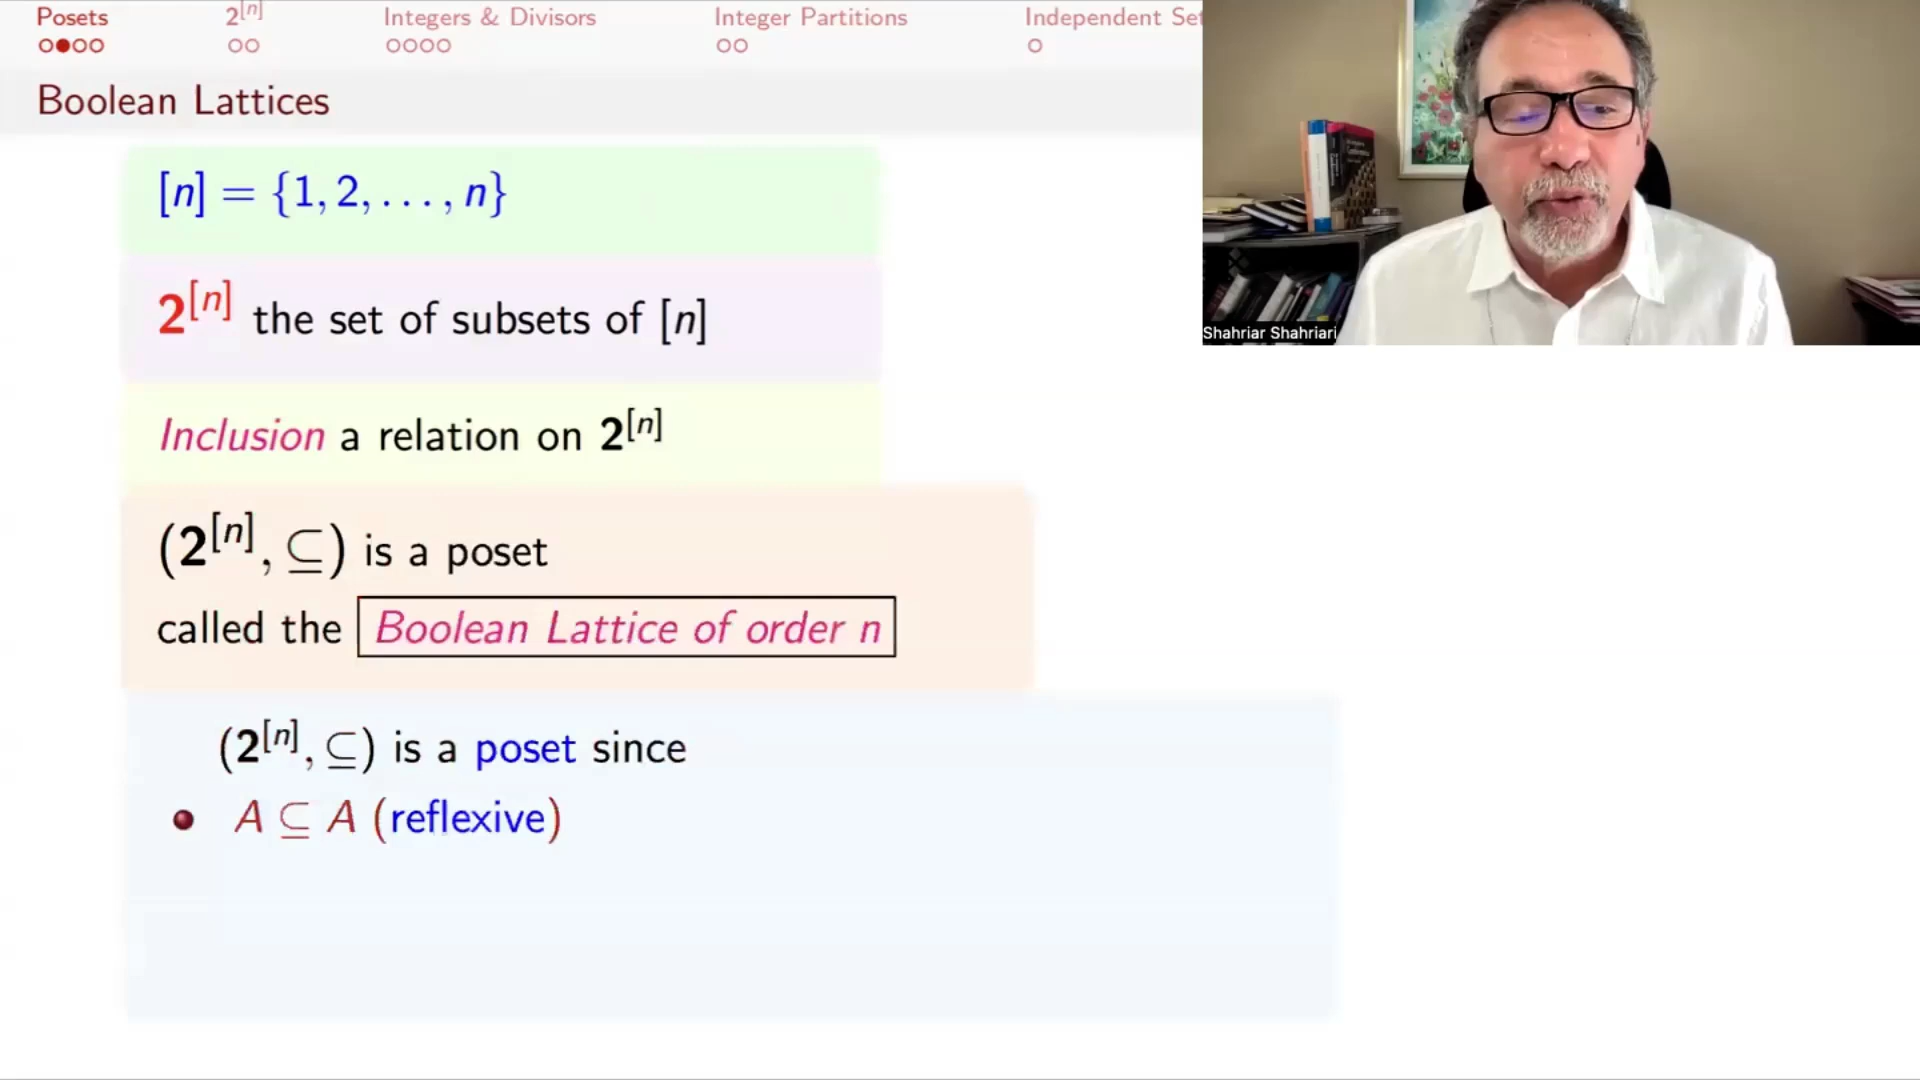 Posets 2^[n] Integers & Divisors Integer Partitions Independent Set
Boolean Lattices
[n] = {1, 2, . . . , n}
2^[n] the set of subsets of [n]
Inclusion a relation on 2^[n]
(2^[n], ⊆) is a poset
called the Boolean Lattice of order n
(2^[n], ⊆) is a poset since
• A ⊆ A (reflexive)
Shahriar Shahriari